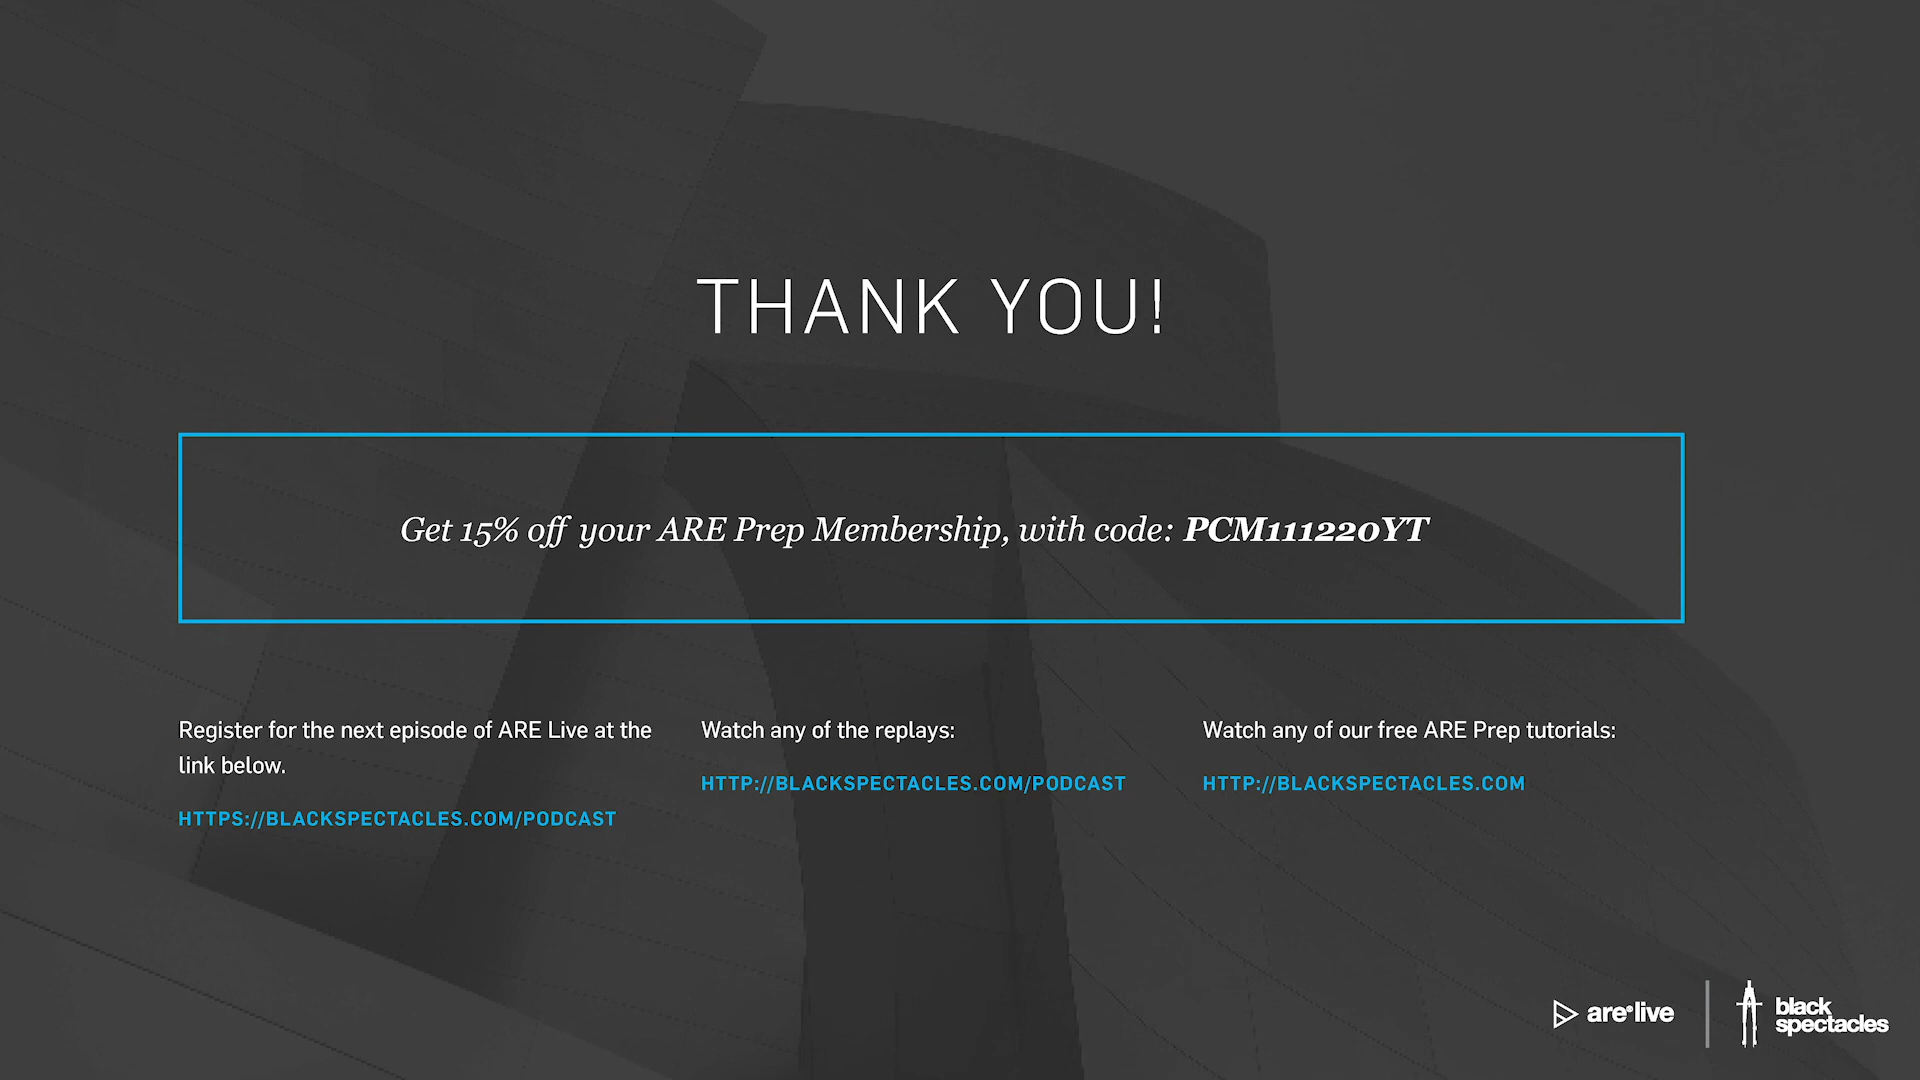 THANK YOU!
Get 15% off your ARE Prep Membership, with code: PCM111220YT
Register for the next episode of ARE Live at the
link below.
HTTPS://BLACKSPECTACLES.COM/PODCAST
Watch any of the replays:
HTTP://BLACKSPECTACLES.COM/PODCAST
Watch any of our free ARE Prep tutorials:
HTTP://BLACKSPECTACLES.COM
are live
black
spectacles